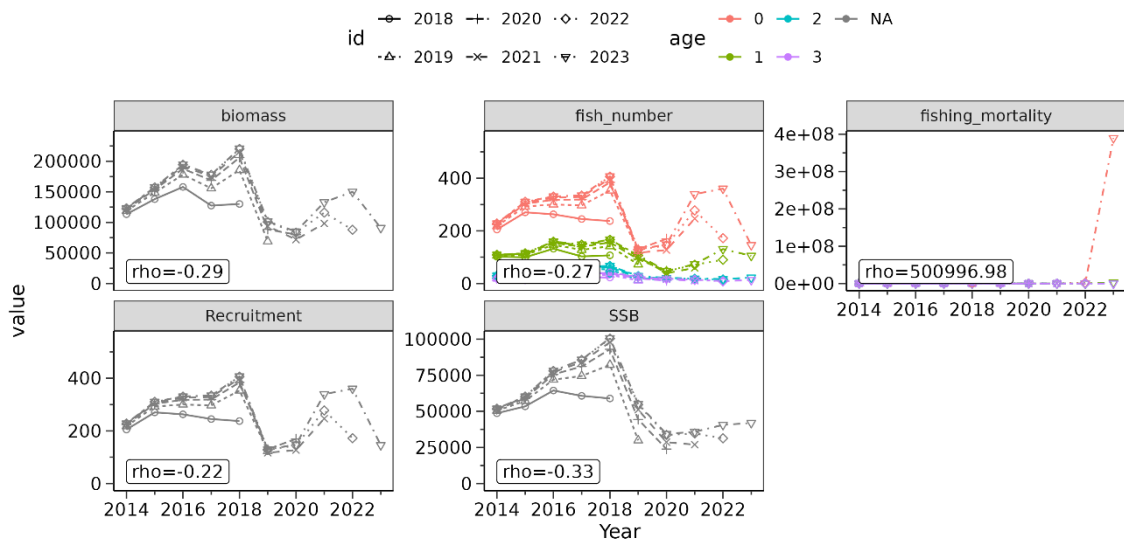 2018 2020 2022 0 2 NA
id age
2019 2021 2023 1 3
biomass fish_number fishing_mortality
4e+08
200000
400 3e+08
150000
2e+08
100000 200
1e+08
50000
rho=-0.29 rho=-0.27 rho=500996.98
0 0 0e+00
2014 2016 2018 2020 2022
value
Recruitment SSB
100000
400 75000
50000
200
25000
rho=-0.22 rho=-0.33
0 0
2014 2016 2018 2020 2022 2014 2016 2018 2020 2022
Year